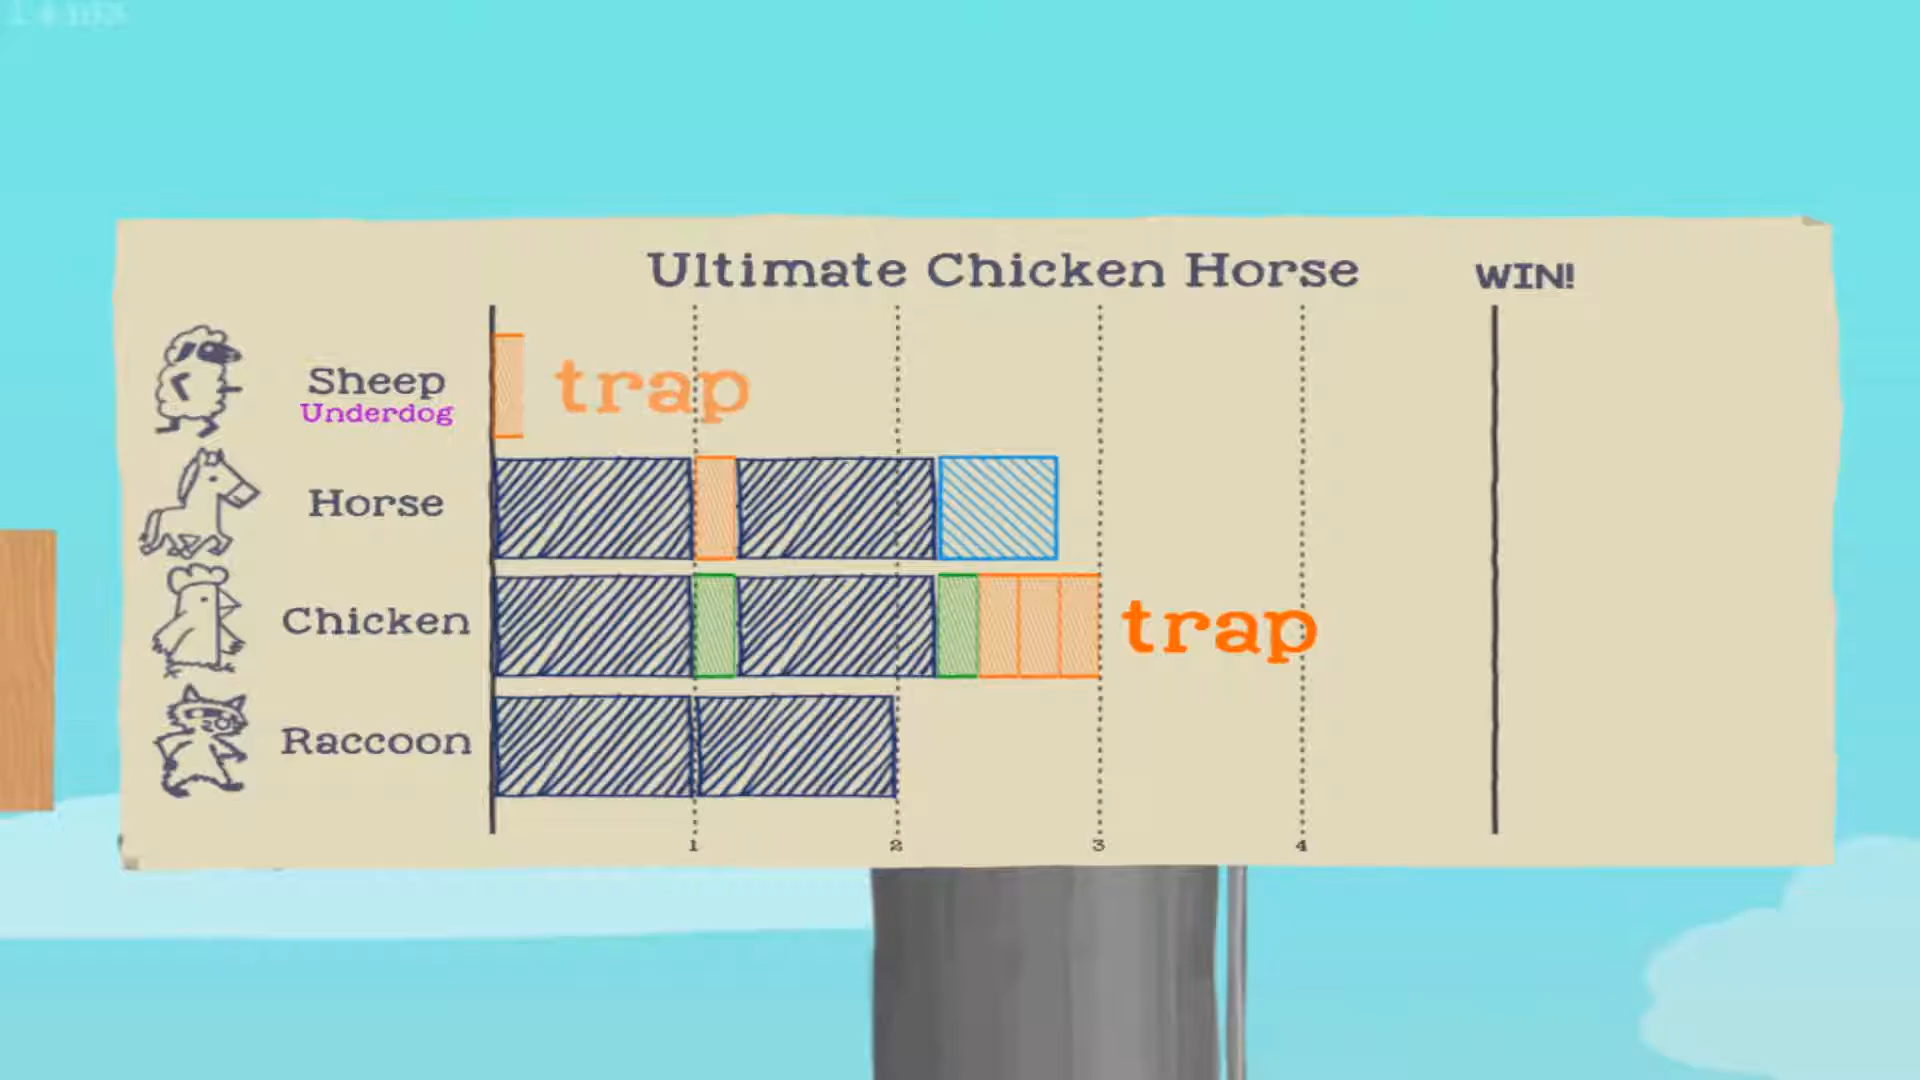 Ultimate Chicken Horse
WIN!
Sheep
Underdog
trap
Horse
Chicken
trap
Raccoon
1 2 3 4